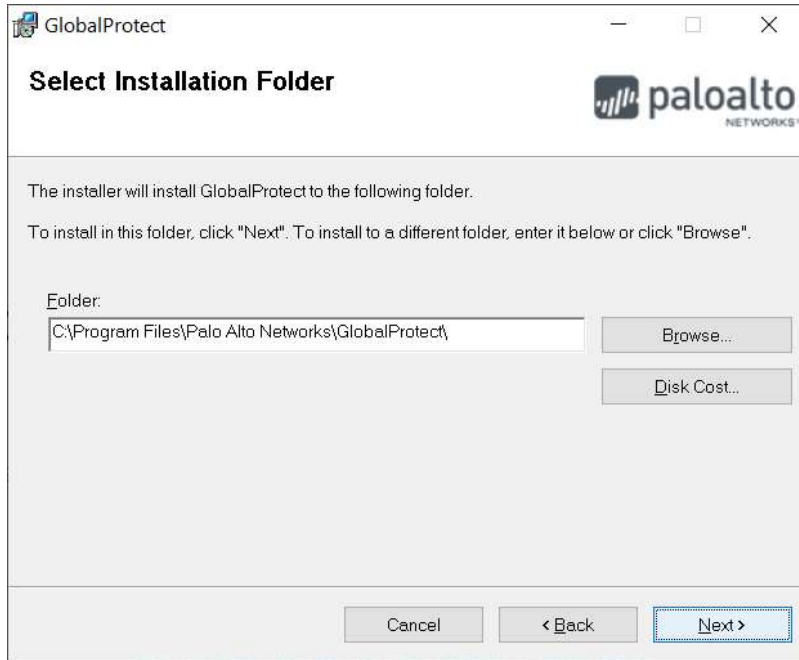 GlobalProtect
Select Installation Folder
paloalto
NETWORKS
The installer will install GlobalProtect to the following folder.
To install in this folder, click "Next". To install to a different folder, enter it below or click "Browse".
Folder:
C:\Program Files\Palo Alto Networks\GlobalProtect\
Browse...
Disk Cost...
Cancel
< Back
Next >